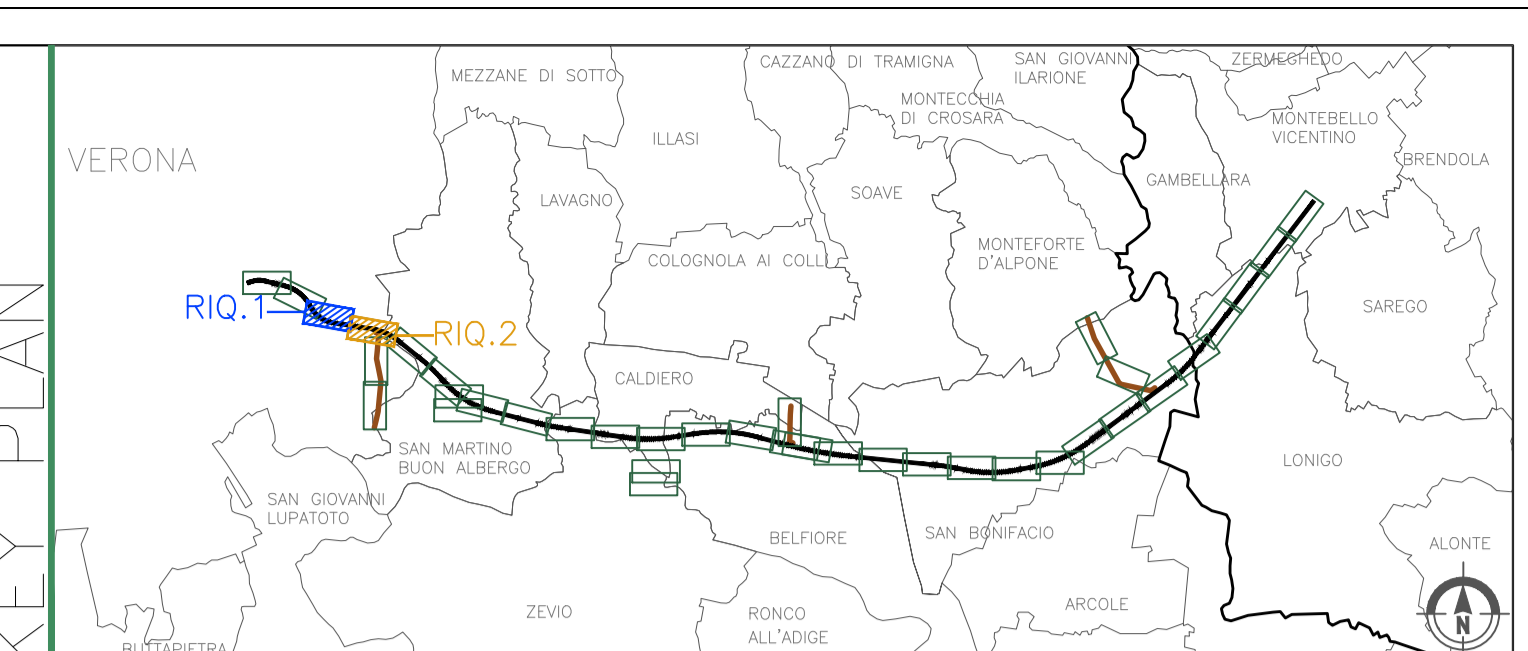 KEY PLAN
MEZZANE DI SOTTO
CAZZANO DI TRAMIGNA
SAN GIOVANNI
ILARIONE
ZERMEGHEDO
MONTECCHIA
DI CROSARA
MONTEBELLO
VICENTINO
ILLASI
VERONA
BRENDOLA
LAVAGNO
SOAVE
GAMBELLARA
COLOGNOLA AI COLLI
MONTEFORTE
D'ALPONE
RIQ.1
RIQ.2
SAREGO
CALDIERO
SAN MARTINO
BUON ALBERGO
LONIGO
SAN GIOVANNI
LUPATOTO
BELFIORE
SAN BONIFACIO
ALONTE
ZEVIO
RONCO
ALL'ADIGE
ARCOLE
N
BUTTAPIETRA